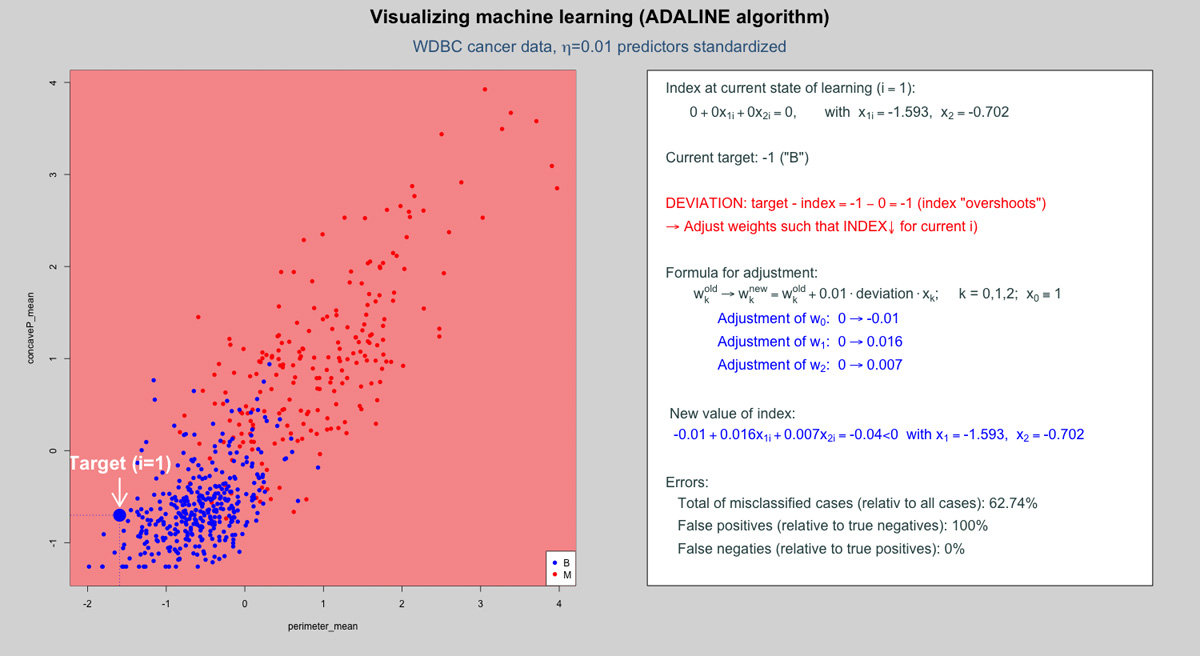 Visualizing machine learning (ADALINE algorithm)
WDBC cancer data, η=0.01 predictors standardized
concaveP_mean
4
3
2
1
0
-1
Target (i=1)
B
M
-2 -1 0 1 2 3 4
perimeter_mean
Index at current state of learning (i = 1):
0 + 0x1i + 0x2i = 0, with x1i = -1.593, x2 = -0.702
Current target: -1 ("B")
DEVIATION: target - index = -1 − 0 = -1 (index "overshoots")
→ Adjust weights such that INDEX↓ for current i)
Formula for adjustment:
wk^old → wk^new = wk^old + 0.01 · deviation · xk; k = 0,1,2; x0 ≡ 1
Adjustment of w0: 0 → -0.01
Adjustment of w1: 0 → 0.016
Adjustment of w2: 0 → 0.007
New value of index:
-0.01 + 0.016x1i + 0.007x2i = -0.04<0 with x1 = -1.593, x2 = -0.702
Errors:
Total of misclassified cases (relativ to all cases): 62.74%
False positives (relative to true negatives): 100%
False negaties (relative to true positives): 0%